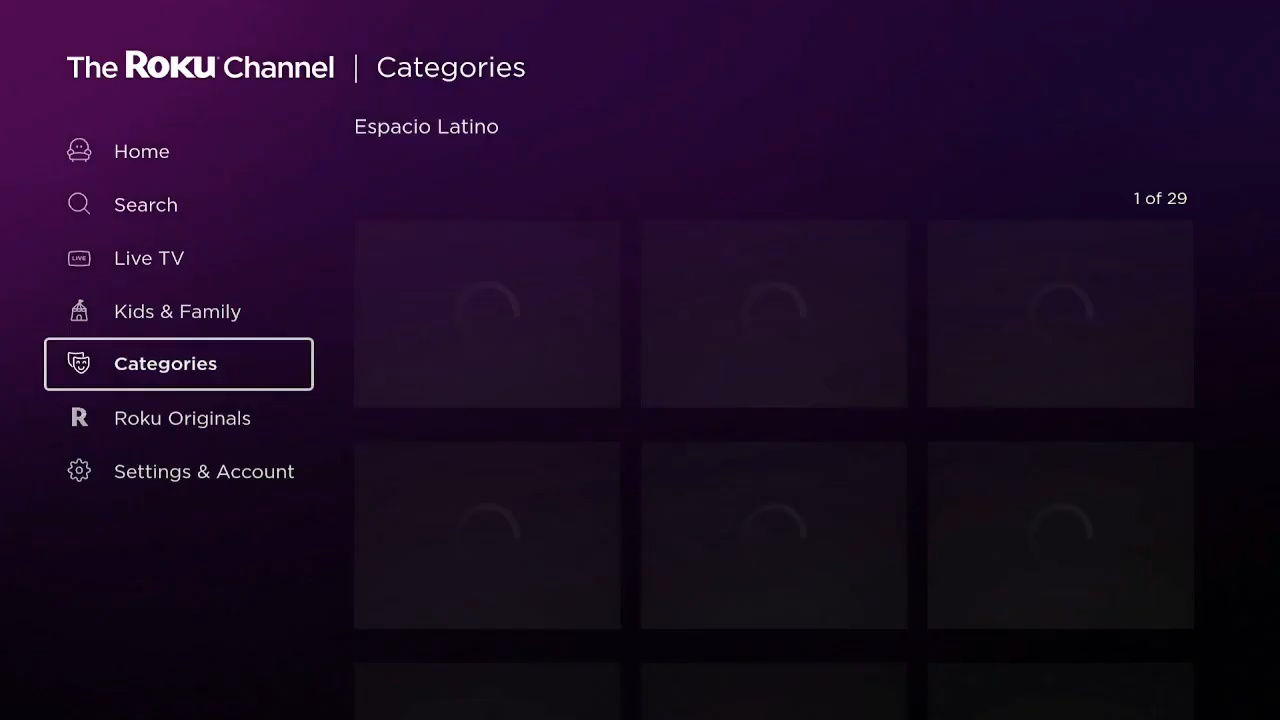 The Roku Channel | Categories
Espacio Latino
Home
1 of 29
Search
LIVE Live TV
Kids & Family
Categories
R Roku Originals
Settings & Account